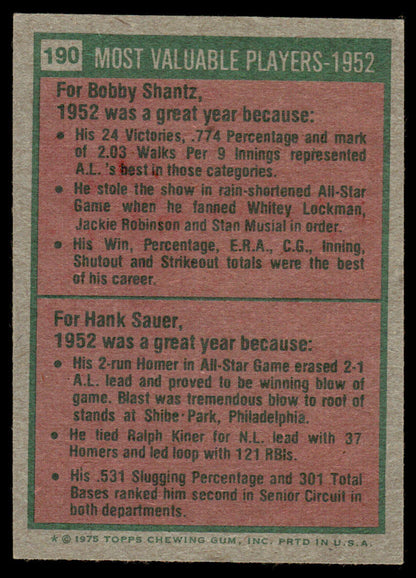 190 MOST VALUABLE PLAYERS-1952
For Bobby Shantz,
1952 was a great year because:
• His 24 Victories, .774 Percentage and mark
of 2.03 Walks Per 9 Innings represented
A.L.'s best in those categories.
• He stole the show in rain-shortened All-Star
Game when he fanned Whitey Lockman,
Jackie Robinson and Stan Musial in order.
• His Win, Percentage, E.R.A., C.G., Inning,
Shutout and Strikeout totals were the best
of his career.
For Hank Sauer,
1952 was a great year because:
• His 2-run Homer in All-Star Game erased 2-1
A.L. lead and proved to be winning blow of
game. Blast was tremendous blow to roof of
stands at Shibe Park, Philadelphia.
• He tied Ralph Kiner for N.L. lead with 37
Homers and led loop with 121 RBIs.
• His .531 Slugging Percentage and 301 Total
Bases ranked him second in Senior Circuit in
both departments.
* © 1975 TOPPS CHEWING GUM, INC. PRTD IN U.S.A.